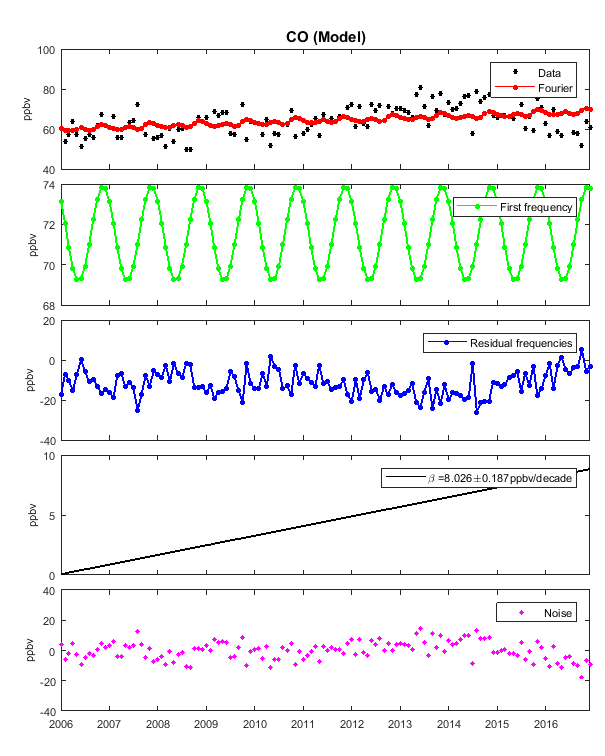 CO (Model)
100
80
60
40
ppbv
Data
Fourier
74
72
70
68
ppbv
First frequency
20
0
-20
-40
ppbv
Residual frequencies
10
5
0
ppbv
β =8.026±0.187ppbv/decade
40
20
0
-20
-40
ppbv
Noise
2006 2007 2008 2009 2010 2011 2012 2013 2014 2015 2016